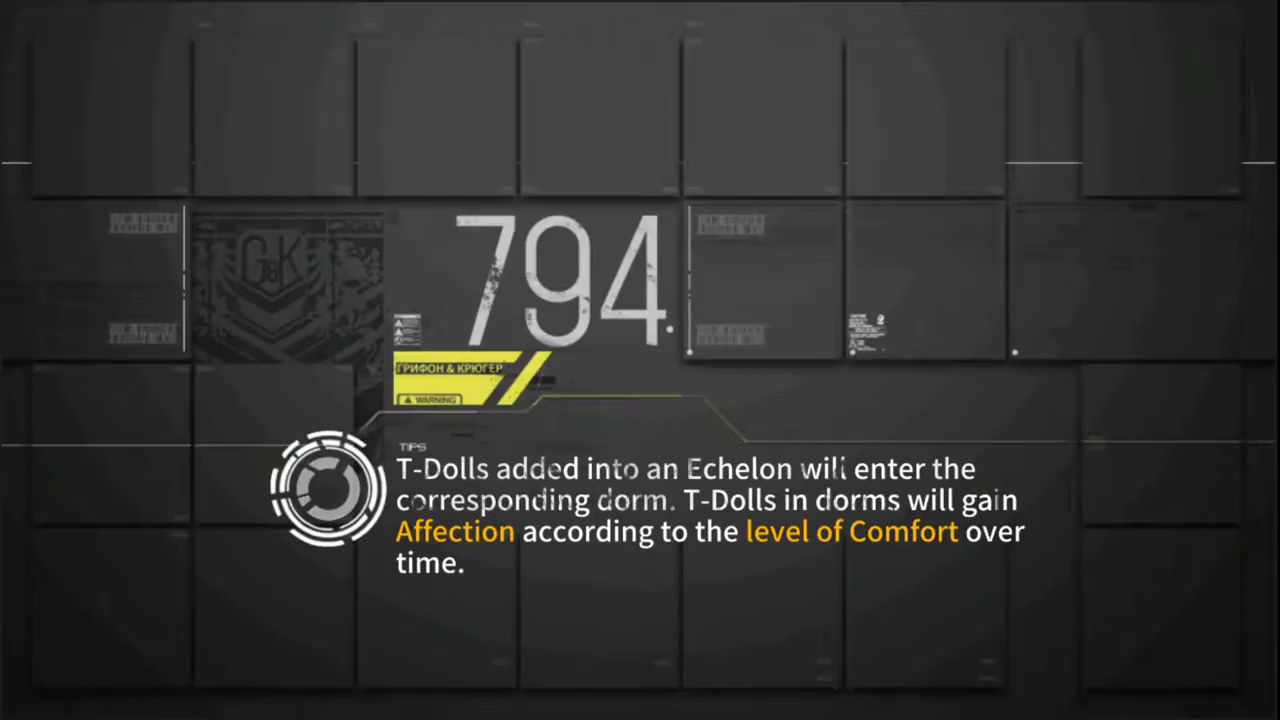 G&K
794.
ГРИФОН & КРЮГЕР
WARNING
TIPS
T-Dolls added into an Echelon will enter the
corresponding dorm. T-Dolls in dorms will gain
Affection according to the level of Comfort over
time.